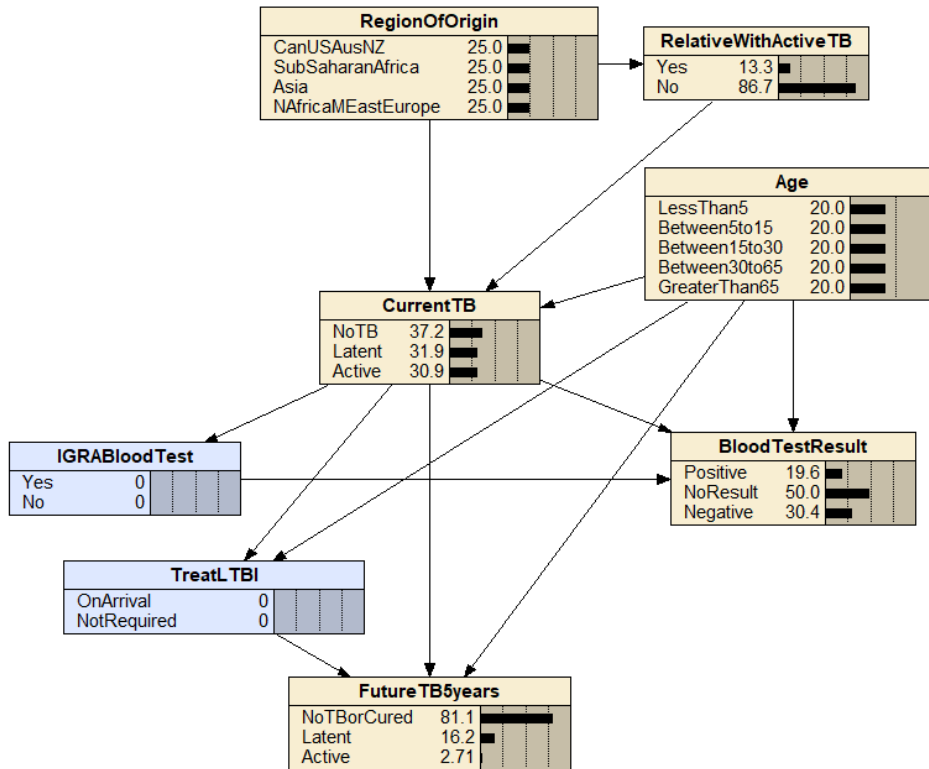 RegionOfOrigin
CanUSAusNZ 25.0
SubSaharanAfrica 25.0
Asia 25.0
NAfricaMEastEurope 25.0
RelativeWithActiveTB
Yes 13.3
No 86.7
Age
LessThan5 20.0
Between5to15 20.0
Between15to30 20.0
Between30to65 20.0
GreaterThan65 20.0
CurrentTB
NoTB 37.2
Latent 31.9
Active 30.9
IGRABloodTest
Yes 0
No 0
BloodTestResult
Positive 19.6
NoResult 50.0
Negative 30.4
TreatLTBI
OnArrival 0
NotRequired 0
FutureTB5years
NoTBorCured 81.1
Latent 16.2
Active 2.71